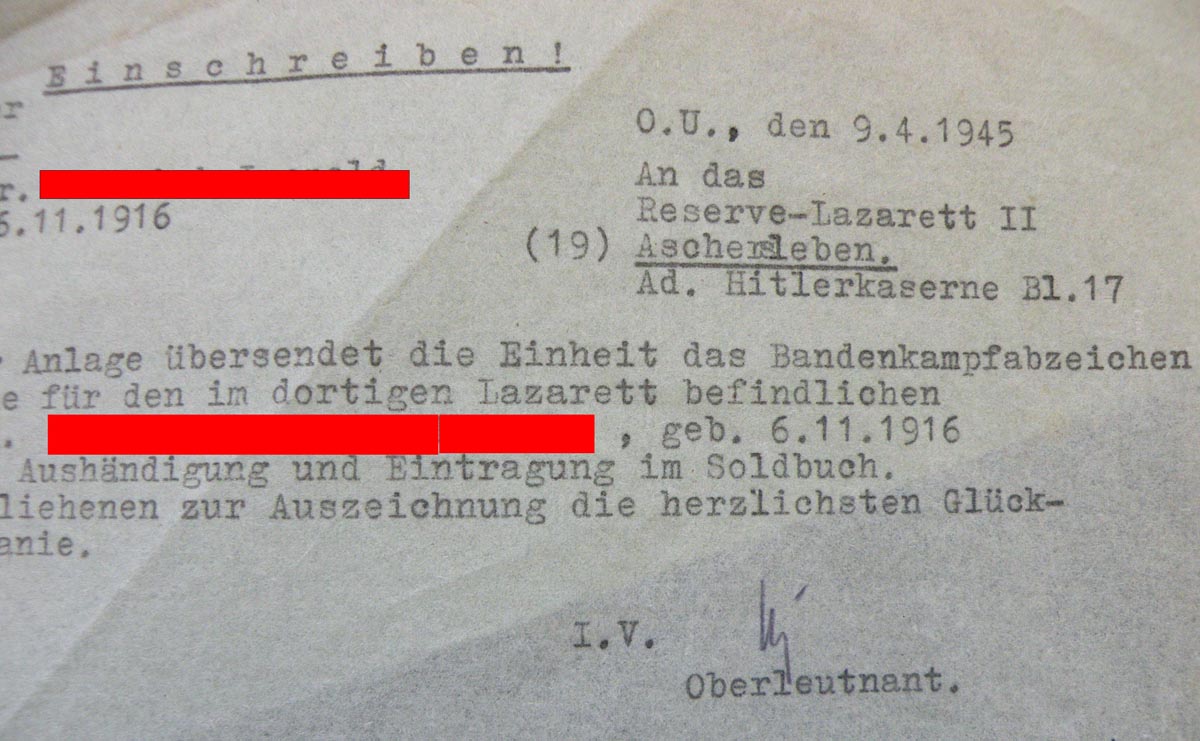 Einschreiben!
O.U., den 9.4.1945
An das
6.11.1916
Reserve-Lazarett II
(19) Aschersleben.
Ad. Hitlerkaserne Bl.17
Anlage übersendet die Einheit das Bandenkampfabzeichen
e für den im dortigen Lazarett befindlichen
, geb. 6.11.1916
Aushändigung und Eintragung im Soldbuch.
liehenen zur Auszeichnung die herzlichsten Glück-
anie.
I.V.
Oberleutnant.